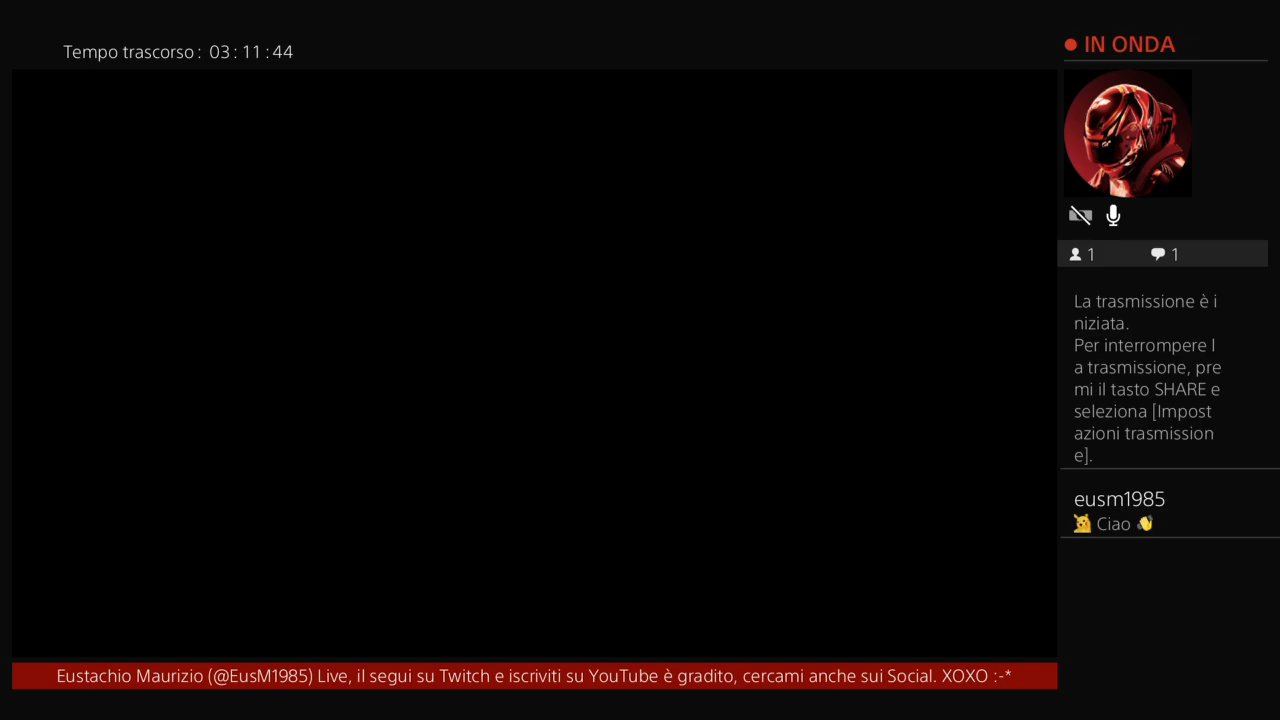 Tempo trascorso : 03 : 11 : 44
IN ONDA
1 1
La trasmissione è i
niziata.
Per interrompere l
a trasmissione, pre
mi il tasto SHARE e
seleziona [Impost
azioni trasmission
e].
eusm1985
Ciao 👋
Eustachio Maurizio (@EusM1985) Live, il segui su Twitch e iscriviti su YouTube è gradito, cercami anche sui Social. XOXO :-*